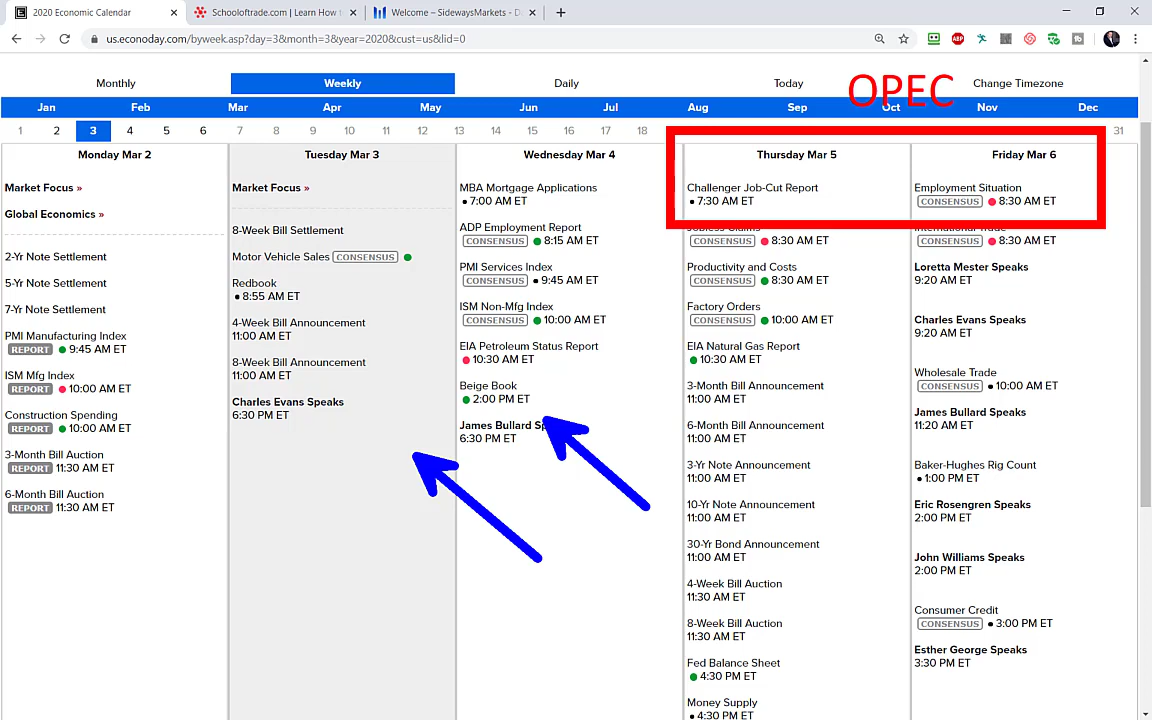 2020 Economic Calendar
Schooloftrade.com | Learn How t
Welcome – SidewaysMarkets - D
us.econoday.com/byweek.asp?day=3&month=3&year=2020&cust=us&lid=0
Monthly Weekly Daily Today Change Timezone
OPEC
Jan Feb Mar Apr May Jun Jul Aug Sep Oct Nov Dec
1 2 3 4 5 6 7 8 9 10 11 12 13 14 15 16 17 18 31
Monday Mar 2
Market Focus »
Global Economics »
2-Yr Note Settlement
5-Yr Note Settlement
7-Yr Note Settlement
PMI Manufacturing Index
REPORT 9:45 AM ET
ISM Mfg Index
REPORT 10:00 AM ET
Construction Spending
REPORT 10:00 AM ET
3-Month Bill Auction
REPORT 11:30 AM ET
6-Month Bill Auction
REPORT 11:30 AM ET
Tuesday Mar 3
Market Focus »
8-Week Bill Settlement
Motor Vehicle Sales CONSENSUS
Redbook
8:55 AM ET
4-Week Bill Announcement
11:00 AM ET
8-Week Bill Announcement
11:00 AM ET
Charles Evans Speaks
6:30 PM ET
Wednesday Mar 4
MBA Mortgage Applications
7:00 AM ET
ADP Employment Report
CONSENSUS 8:15 AM ET
PMI Services Index
CONSENSUS 9:45 AM ET
ISM Non-Mfg Index
CONSENSUS 10:00 AM ET
EIA Petroleum Status Report
10:30 AM ET
Beige Book
2:00 PM ET
James Bullard Sp
6:30 PM ET
Thursday Mar 5
Challenger Job-Cut Report
7:30 AM ET
Jobless Claims
CONSENSUS 8:30 AM ET
Productivity and Costs
CONSENSUS 8:30 AM ET
Factory Orders
CONSENSUS 10:00 AM ET
EIA Natural Gas Report
10:30 AM ET
3-Month Bill Announcement
11:00 AM ET
6-Month Bill Announcement
11:00 AM ET
3-Yr Note Announcement
11:00 AM ET
10-Yr Note Announcement
11:00 AM ET
30-Yr Bond Announcement
11:00 AM ET
4-Week Bill Auction
11:30 AM ET
8-Week Bill Auction
11:30 AM ET
Fed Balance Sheet
4:30 PM ET
Money Supply
4:30 PM ET
Friday Mar 6
Employment Situation
CONSENSUS 8:30 AM ET
International Trade
CONSENSUS 8:30 AM ET
Loretta Mester Speaks
9:20 AM ET
Charles Evans Speaks
9:20 AM ET
Wholesale Trade
CONSENSUS 10:00 AM ET
James Bullard Speaks
11:20 AM ET
Baker-Hughes Rig Count
1:00 PM ET
Eric Rosengren Speaks
2:00 PM ET
John Williams Speaks
2:00 PM ET
Consumer Credit
CONSENSUS 3:00 PM ET
Esther George Speaks
3:30 PM ET